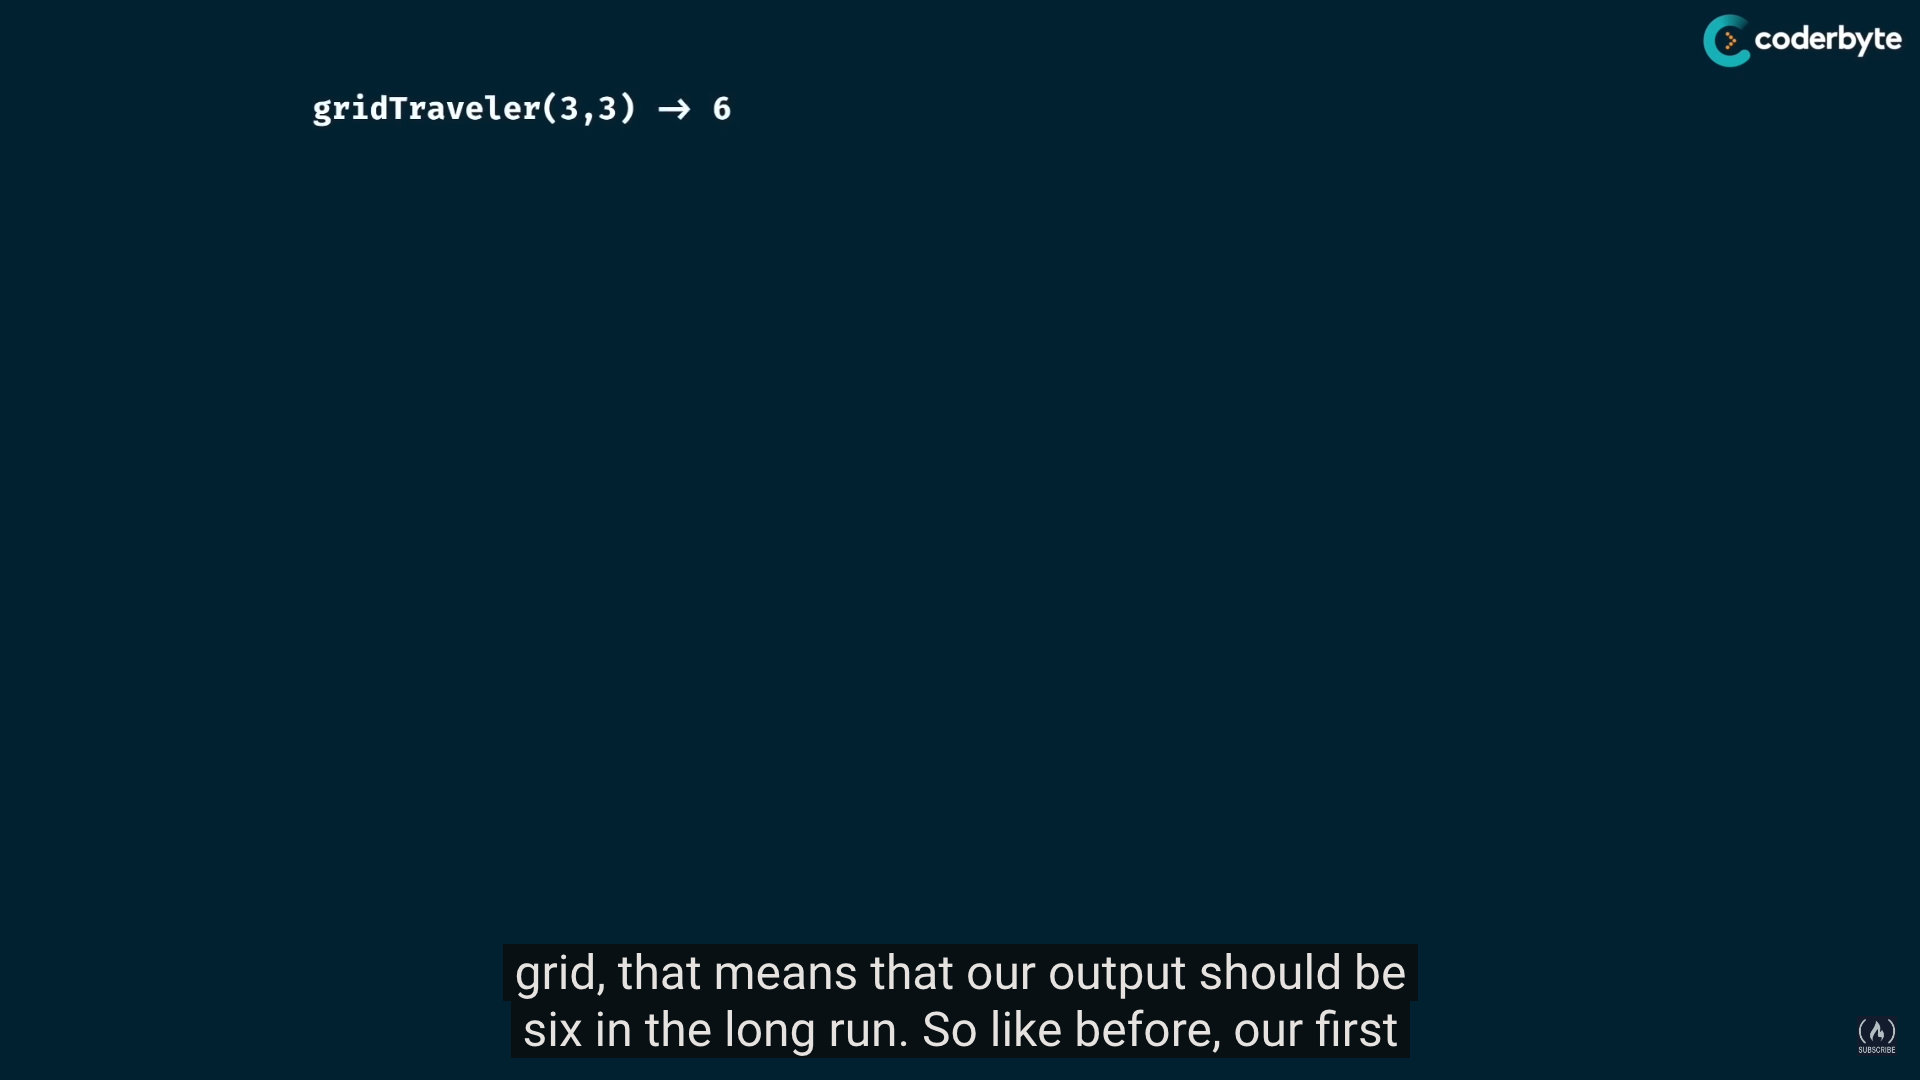 coderbyte
gridTraveler(3,3) → 6
grid, that means that our output should be
six in the long run. So like before, our first
SUBSCRIBE